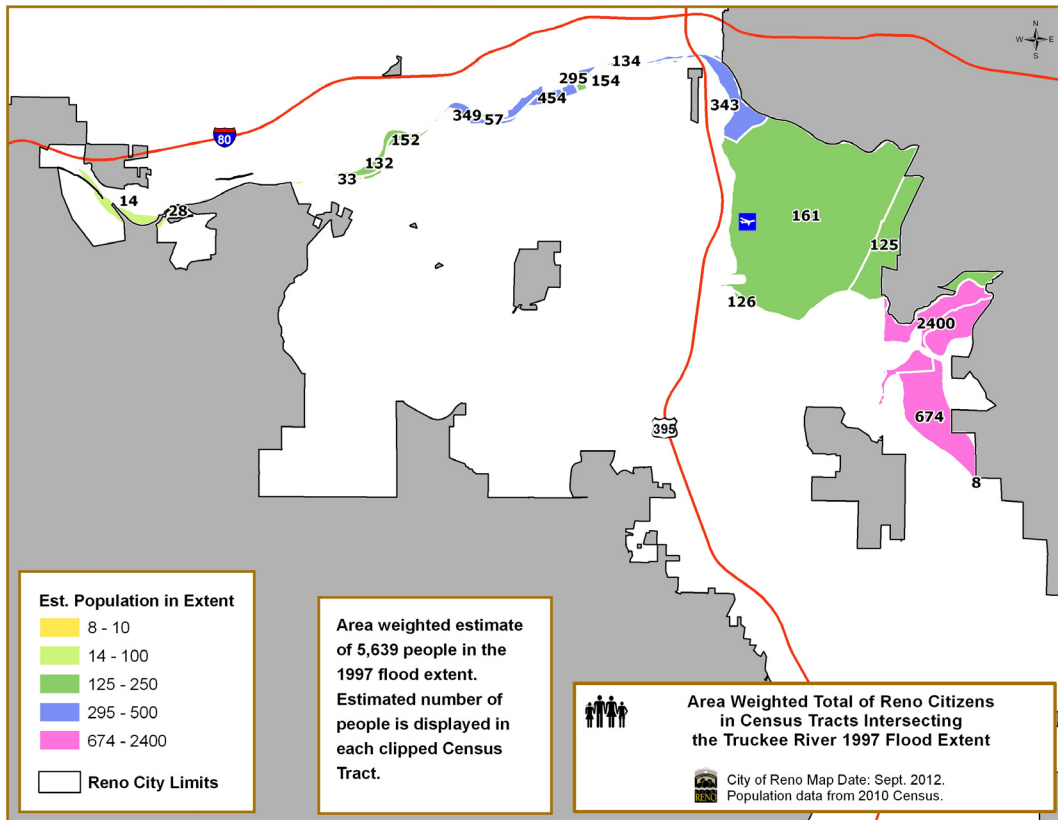 N
W E
S
134
295
154
454
349
57
343
152
132
33
80
14
28
161
125
126
2400
674
395
8
Est. Population in Extent
8 - 10
14 - 100
125 - 250
295 - 500
674 - 2400
Reno City Limits
Area weighted estimate
of 5,639 people in the
1997 flood extent.
Estimated number of
people is displayed in
each clipped Census
Tract.
Area Weighted Total of Reno Citizens
in Census Tracts Intersecting
the Truckee River 1997 Flood Extent
RENO
City of Reno Map Date: Sept. 2012.
Population data from 2010 Census.